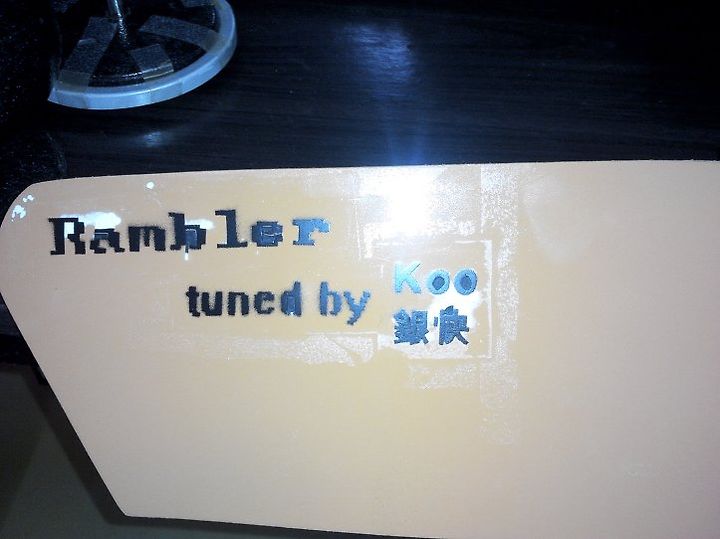 Rambler
tuned by Koo
銀快